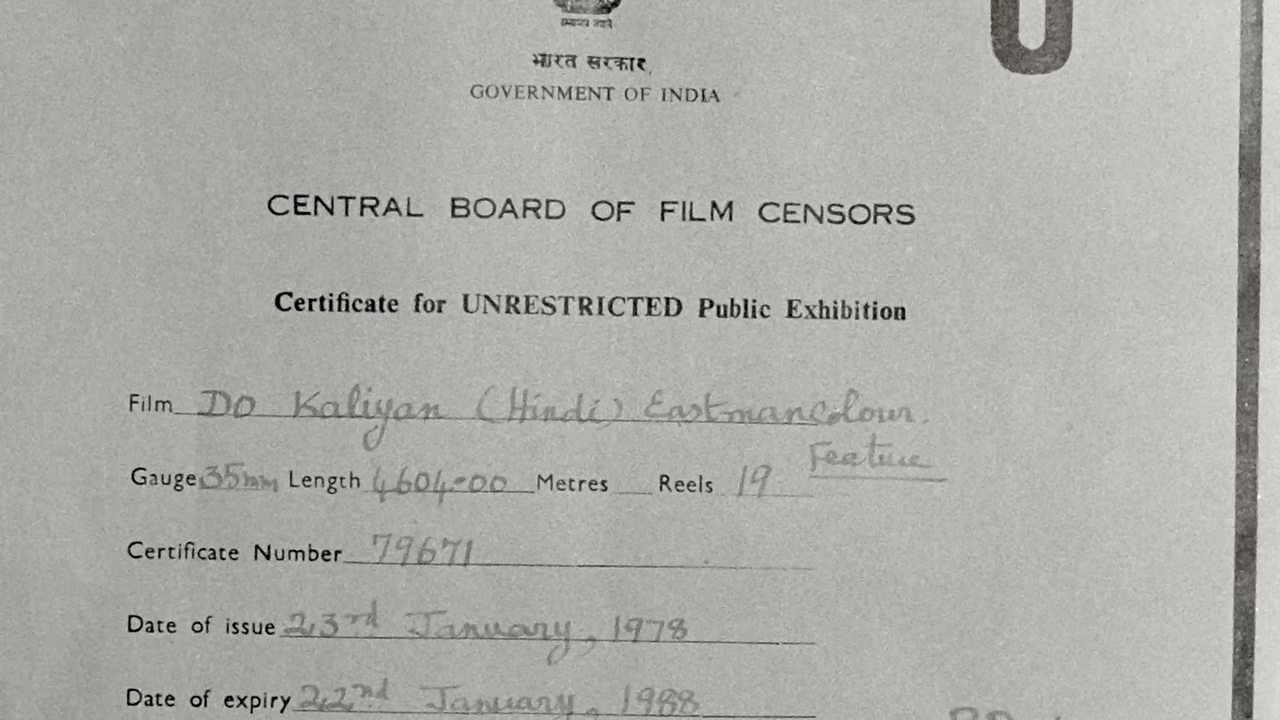 U
भारत सरकार
GOVERNMENT OF INDIA
CENTRAL BOARD OF FILM CENSORS
Certificate for UNRESTRICTED Public Exhibition
Film Do Kaliyan (Hindi) Eastmancolour.
Feature
Gauge 35mm Length 4604-00 Metres Reels 19
Certificate Number 79671
Date of issue 23rd January, 1978
Date of expiry 22nd January, 1988